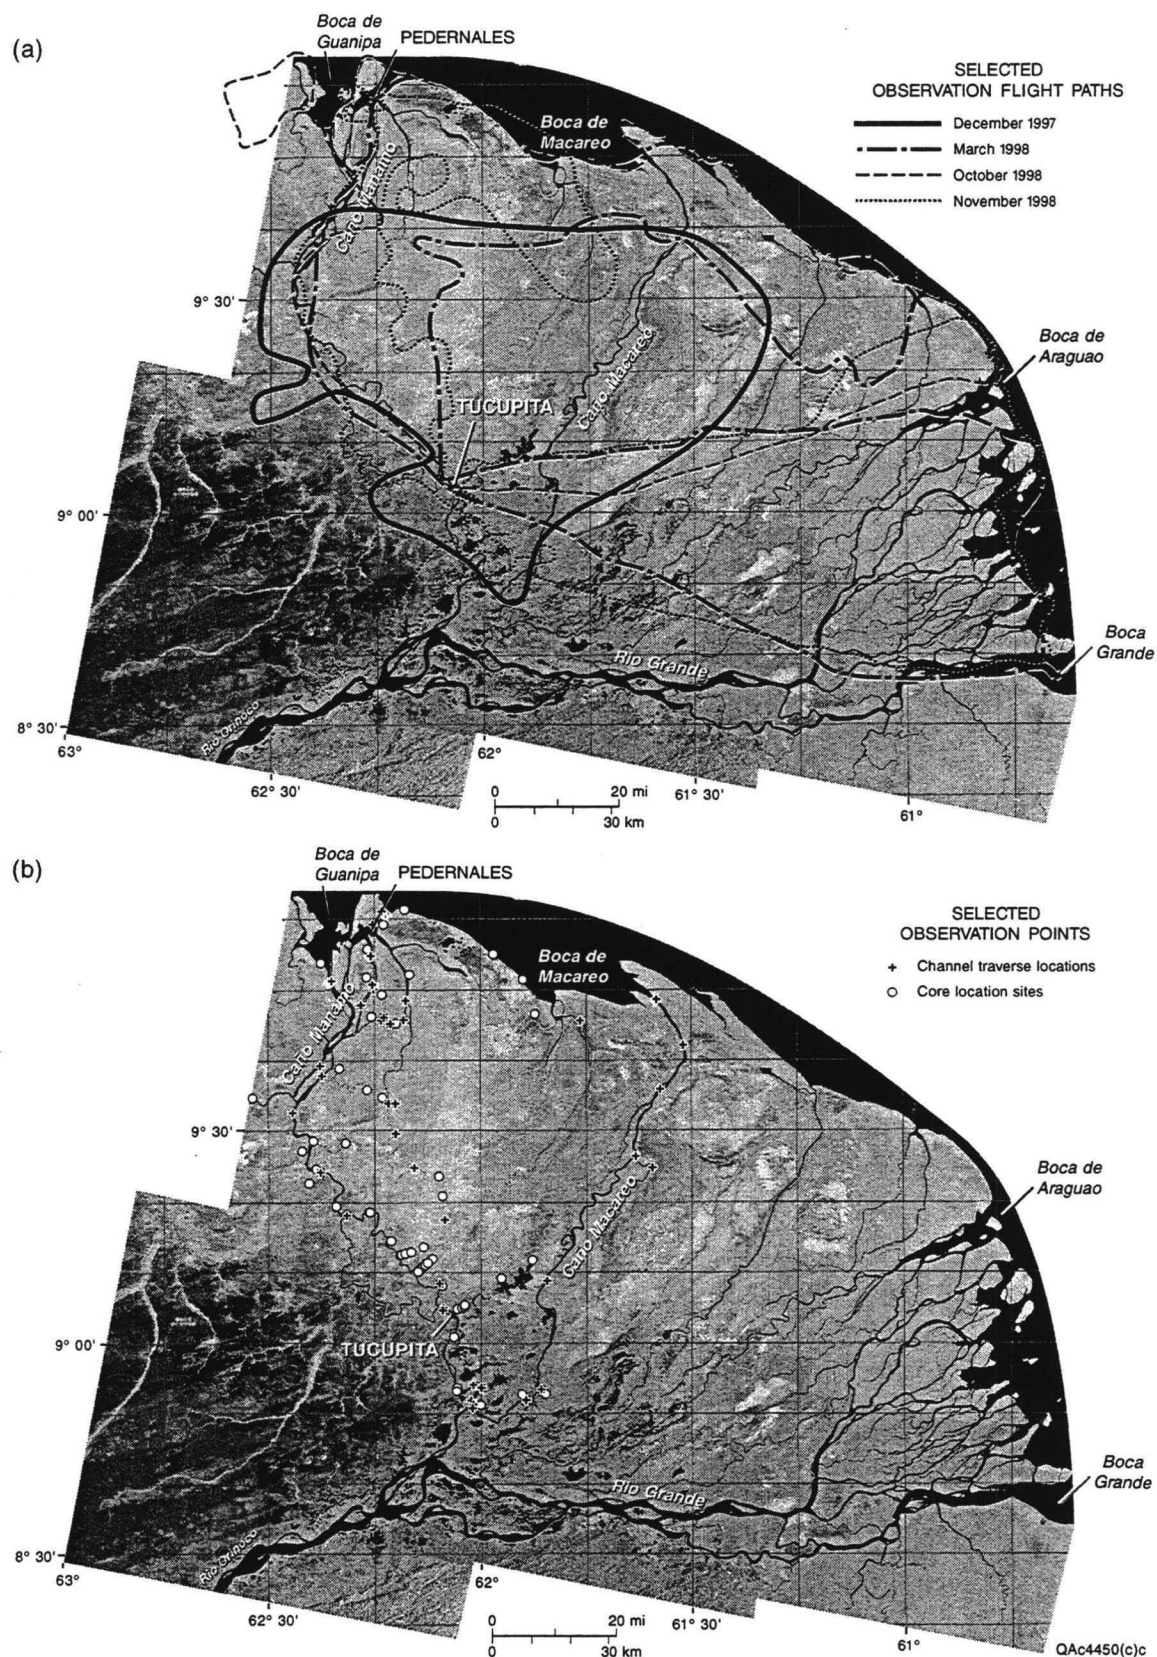 (a)
Boca de
Guanipa
PEDERNALES
SELECTED
OBSERVATION FLIGHT PATHS
December 1997
March 1998
October 1998
November 1998
Boca de
Macareo
Caño Manamo
9° 30'
Boca de
Araguao
Caño Macareo
TUCUPITA
9° 00'
Boca
Grande
Rio Grande
8° 30'
Rio Orinoco
63°
62°
62° 30'
61° 30'
61°
0 20 mi
0 30 km
(b)
Boca de
Guanipa
PEDERNALES
SELECTED
OBSERVATION POINTS
Channel traverse locations
Core location sites
Boca de
Macareo
Caño Manamo
9° 30'
Boca de
Araguao
Caño Macareo
TUCUPITA
9° 00'
Boca
Grande
Rio Grande
8° 30'
Rio Orinoco
63°
62°
62° 30'
61° 30'
61°
0 20 mi
0 30 km
QAc4450(c)c